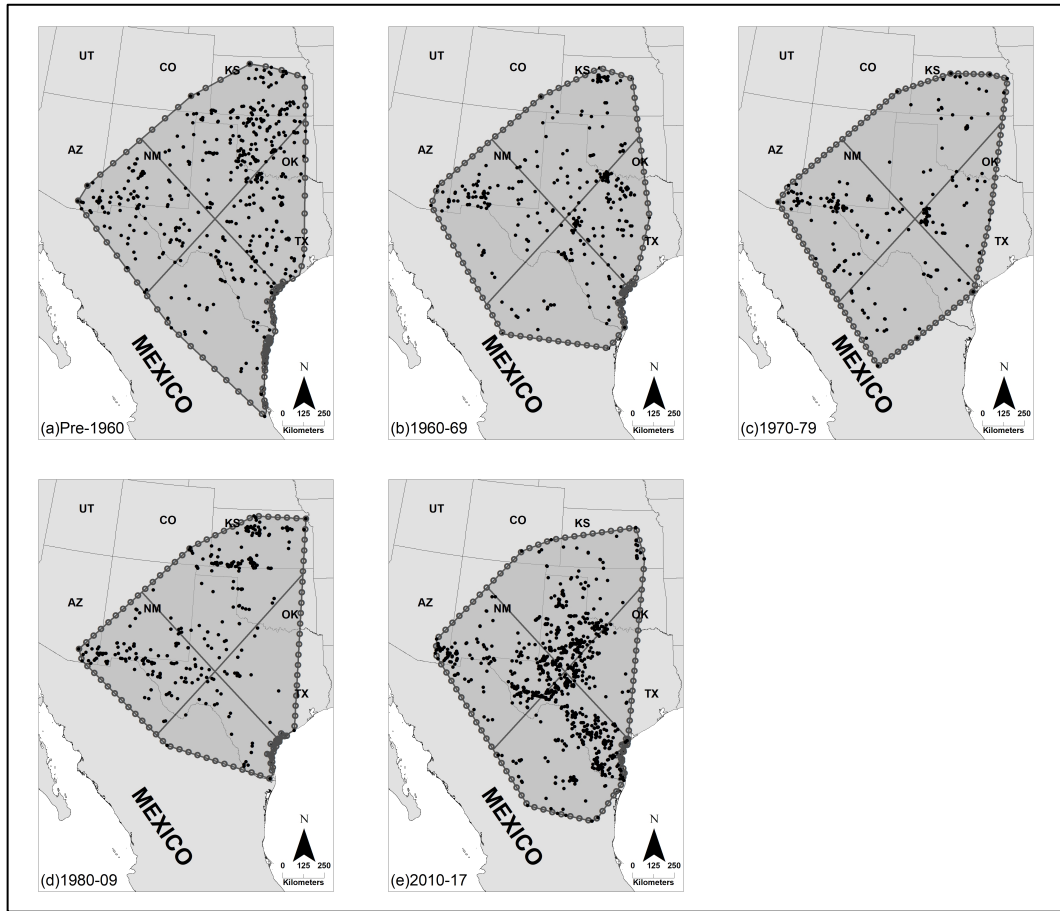 UT
CO
KS
AZ
NM
OK
TX
MEXICO
N
0 125 250
Kilometers
(a)Pre-1960
UT
CO
KS
AZ
NM
OK
TX
MEXICO
N
0 125 250
Kilometers
(b)1960-69
UT
CO
KS
AZ
NM
OK
TX
MEXICO
N
0 125 250
Kilometers
(c)1970-79
UT
CO
KS
AZ
NM
OK
TX
MEXICO
N
0 125 250
Kilometers
(d)1980-09
UT
CO
KS
AZ
NM
OK
TX
MEXICO
N
0 125 250
Kilometers
(e)2010-17